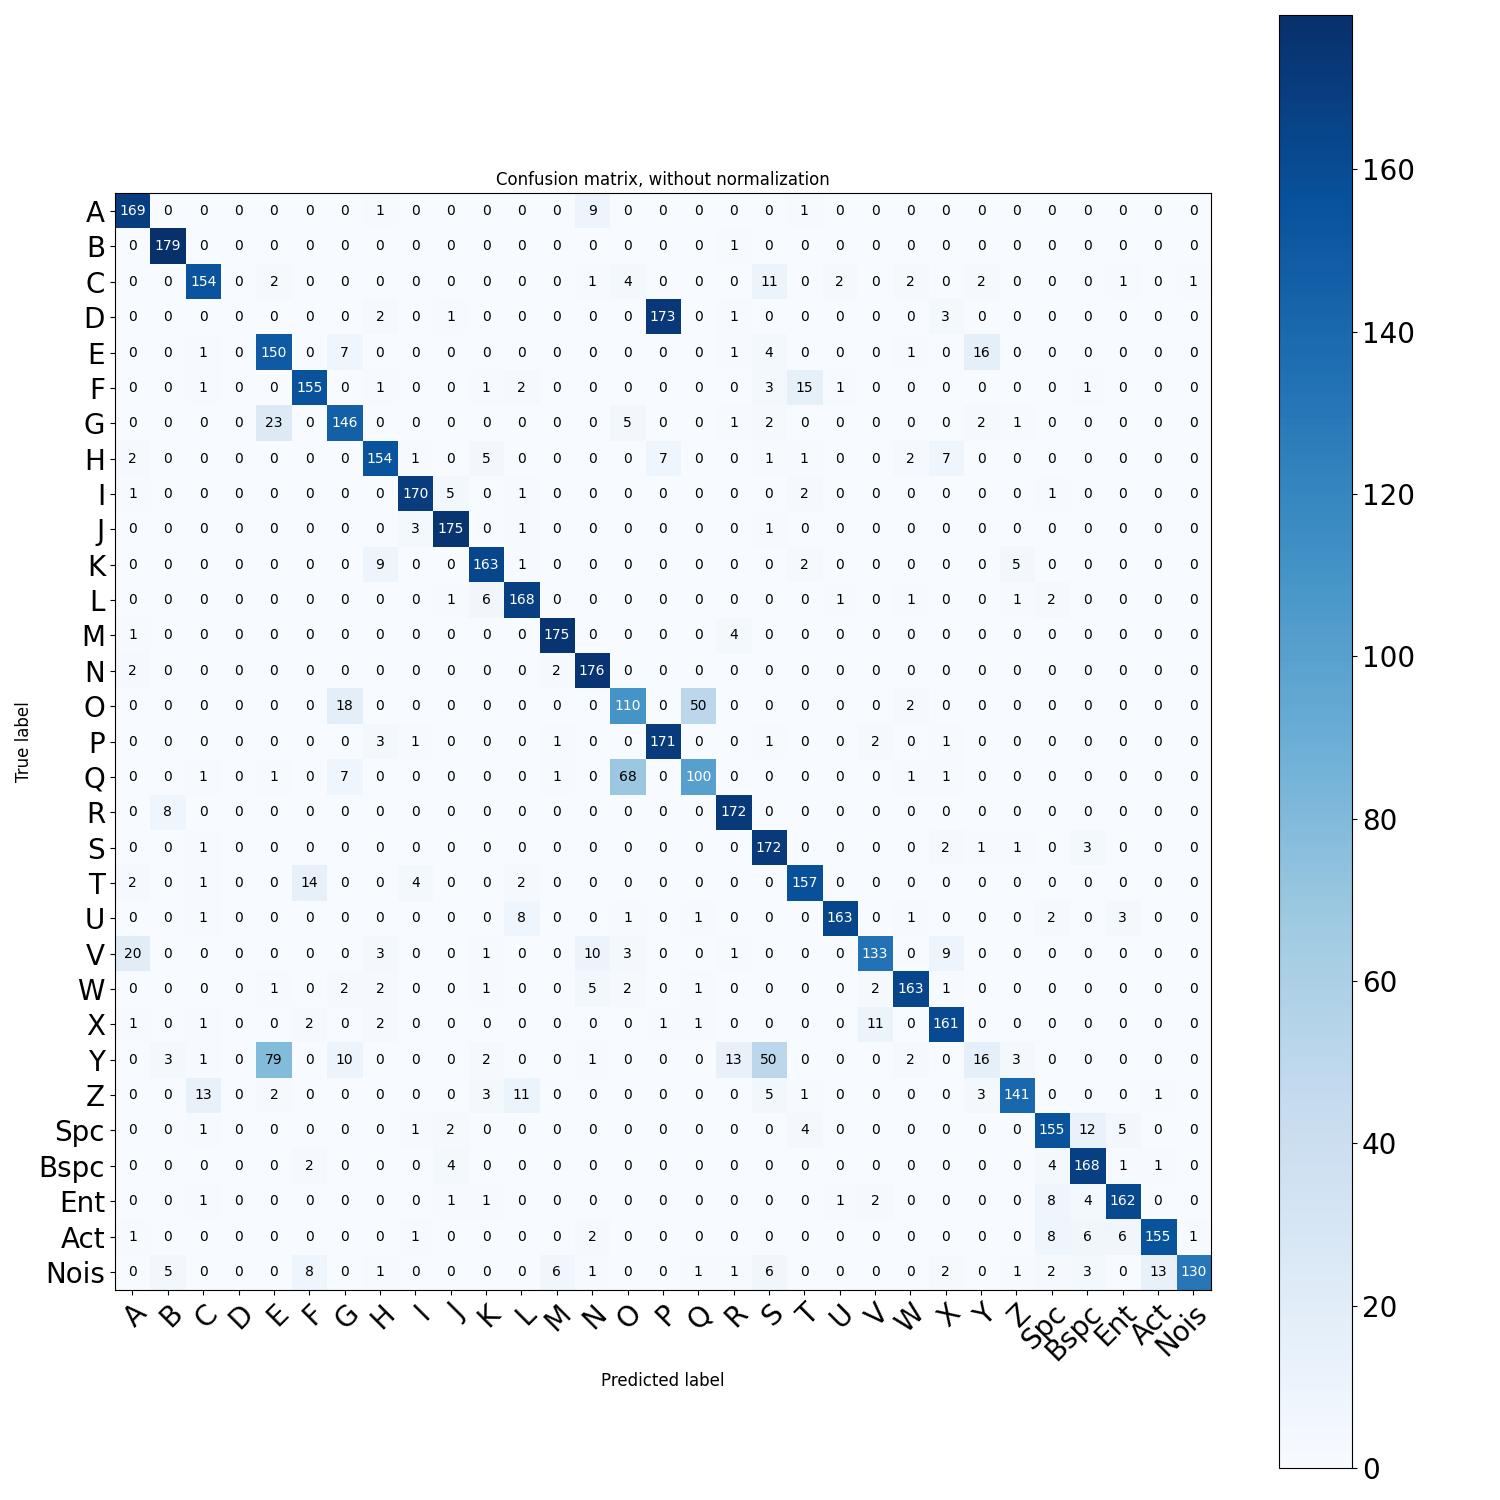 Confusion matrix, without normalization
A 169 0 0 0 0 0 0 1 0 0 0 0 0 9 0 0 0 0 0 1 0 0 0 0 0 0 0 0 0 0 0
B 0 179 0 0 0 0 0 0 0 0 0 0 0 0 0 0 0 1 0 0 0 0 0 0 0 0 0 0 0 0 0
C 0 0 154 0 2 0 0 0 0 0 0 0 0 1 4 0 0 0 11 0 2 0 2 0 2 0 0 0 1 0 1
D 0 0 0 0 0 0 0 2 0 1 0 0 0 0 0 173 0 1 0 0 0 0 0 3 0 0 0 0 0 0 0
E 0 0 1 0 150 0 7 0 0 0 0 0 0 0 0 0 0 1 4 0 0 0 1 0 16 0 0 0 0 0 0
F 0 0 1 0 0 155 0 1 0 0 1 2 0 0 0 0 0 0 3 15 1 0 0 0 0 0 0 1 0 0 0
G 0 0 0 0 23 0 146 0 0 0 0 0 0 0 5 0 0 1 2 0 0 0 0 0 2 1 0 0 0 0 0
H 2 0 0 0 0 0 0 154 1 0 5 0 0 0 0 7 0 0 1 1 0 0 2 7 0 0 0 0 0 0 0
I 1 0 0 0 0 0 0 0 170 5 0 1 0 0 0 0 0 0 0 2 0 0 0 0 0 0 1 0 0 0 0
J 0 0 0 0 0 0 0 0 3 175 0 1 0 0 0 0 0 0 1 0 0 0 0 0 0 0 0 0 0 0 0
K 0 0 0 0 0 0 0 9 0 0 163 1 0 0 0 0 0 0 0 2 0 0 0 0 0 5 0 0 0 0 0
L 0 0 0 0 0 0 0 0 0 1 6 168 0 0 0 0 0 0 0 0 1 0 1 0 0 1 2 0 0 0 0
M 1 0 0 0 0 0 0 0 0 0 0 0 175 0 0 0 0 4 0 0 0 0 0 0 0 0 0 0 0 0 0
N 2 0 0 0 0 0 0 0 0 0 0 0 2 176 0 0 0 0 0 0 0 0 0 0 0 0 0 0 0 0 0
O 0 0 0 0 0 0 18 0 0 0 0 0 0 0 110 0 50 0 0 0 0 0 2 0 0 0 0 0 0 0 0
P 0 0 0 0 0 0 0 3 1 0 0 0 1 0 0 171 0 0 1 0 0 2 0 1 0 0 0 0 0 0 0
Q 0 0 1 0 1 0 7 0 0 0 0 0 1 0 68 0 100 0 0 0 0 0 1 1 0 0 0 0 0 0 0
R 0 8 0 0 0 0 0 0 0 0 0 0 0 0 0 0 0 172 0 0 0 0 0 0 0 0 0 0 0 0 0
S 0 0 1 0 0 0 0 0 0 0 0 0 0 0 0 0 0 0 172 0 0 0 0 2 1 1 0 3 0 0 0
T 2 0 1 0 0 14 0 0 4 0 0 2 0 0 0 0 0 0 0 157 0 0 0 0 0 0 0 0 0 0 0
U 0 0 1 0 0 0 0 0 0 0 0 8 0 0 1 0 1 0 0 0 163 0 1 0 0 0 2 0 3 0 0
V 20 0 0 0 0 0 0 3 0 0 1 0 0 10 3 0 0 1 0 0 0 133 0 9 0 0 0 0 0 0 0
W 0 0 0 0 1 0 2 2 0 0 1 0 0 5 2 0 1 0 0 0 0 2 163 1 0 0 0 0 0 0 0
X 1 0 1 0 0 2 0 2 0 0 0 0 0 0 0 1 1 0 0 0 0 11 0 161 0 0 0 0 0 0 0
Y 0 3 1 0 79 0 10 0 0 0 2 0 0 1 0 0 0 13 50 0 0 0 2 0 16 3 0 0 0 0 0
Z 0 0 13 0 2 0 0 0 0 0 3 11 0 0 0 0 0 0 5 1 0 0 0 0 3 141 0 0 0 1 0
Spc 0 0 1 0 0 0 0 0 1 2 0 0 0 0 0 0 0 0 0 4 0 0 0 0 0 0 155 12 5 0 0
Bspc 0 0 0 0 0 2 0 0 0 4 0 0 0 0 0 0 0 0 0 0 0 0 0 0 0 0 4 168 1 1 0
Ent 0 0 1 0 0 0 0 0 0 1 1 0 0 0 0 0 0 0 0 0 1 2 0 0 0 0 8 4 162 0 0
Act 1 0 0 0 0 0 0 0 1 0 0 0 0 2 0 0 0 0 0 0 0 0 0 0 0 0 8 6 6 155 1
Nois 0 5 0 0 0 8 0 1 0 0 0 0 6 1 0 0 1 1 6 0 0 0 0 2 0 1 2 3 0 13 130
A B C D E F G H I J K L M N O P Q R S T U V W X Y Z Spc Bspc Ent Act Nois
Predicted label
True label
160
140
120
100
80
60
40
20
0